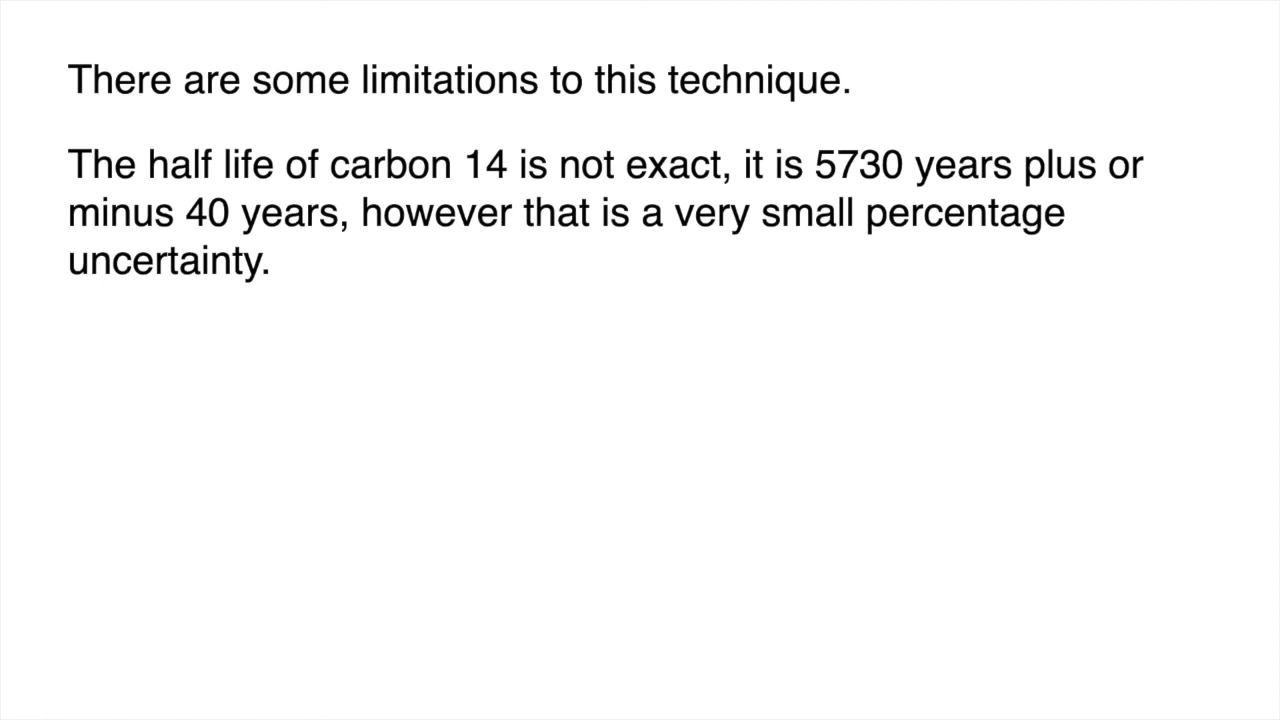 There are some limitations to this technique.
The half life of carbon 14 is not exact, it is 5730 years plus or
minus 40 years, however that is a very small percentage
uncertainty.